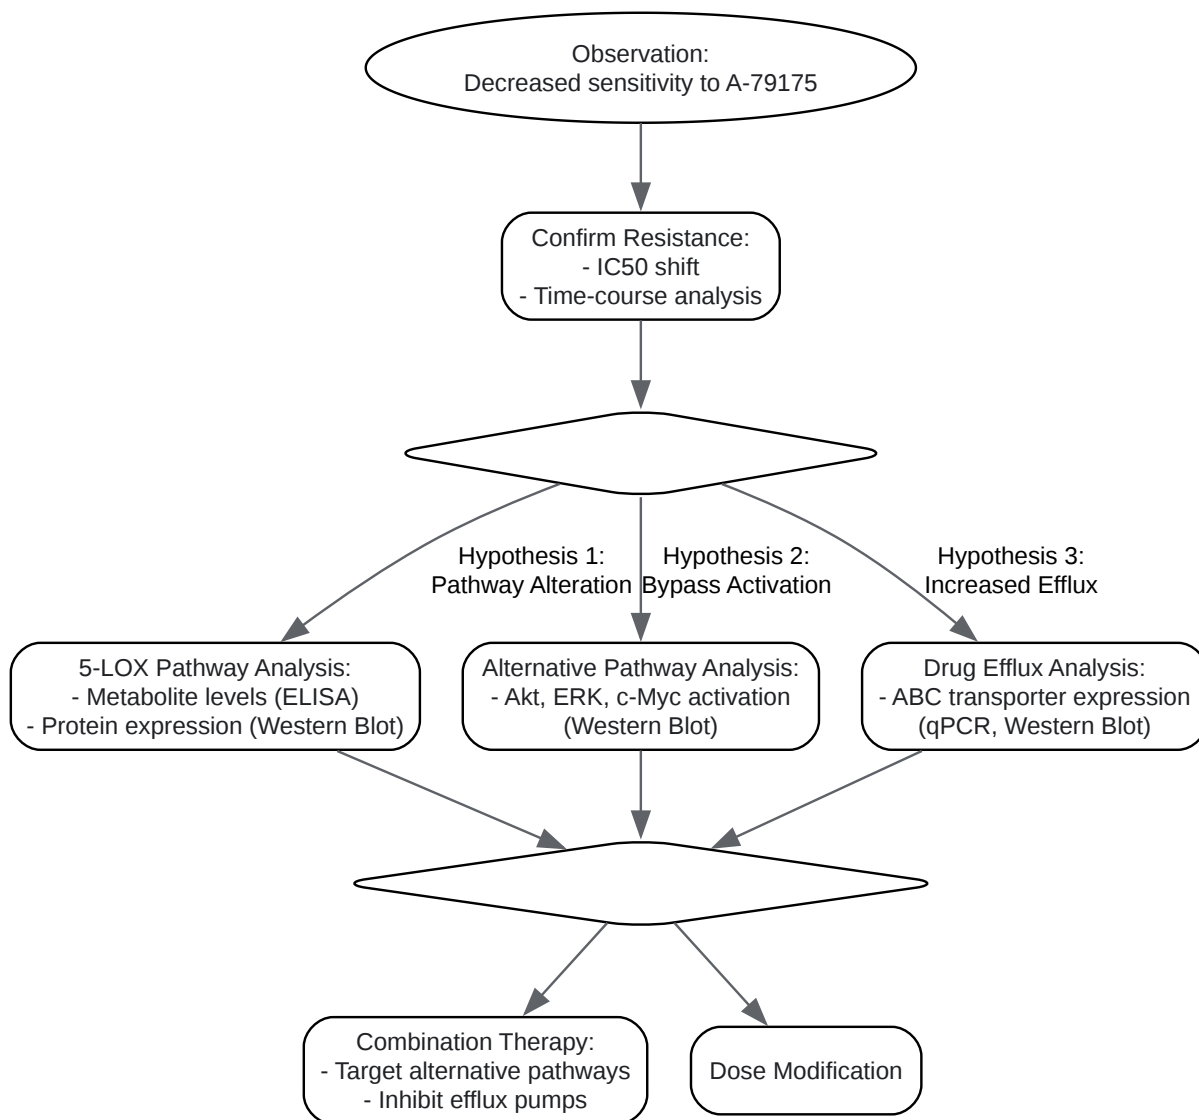 Observation:
Decreased sensitivity to A-79175
Confirm Resistance:
- IC50 shift
- Time-course analysis
Hypothesis 1:
Pathway Alteration
Hypothesis 2:
Bypass Activation
Hypothesis 3:
Increased Efflux
5-LOX Pathway Analysis:
- Metabolite levels (ELISA)
- Protein expression (Western Blot)
Alternative Pathway Analysis:
- Akt, ERK, c-Myc activation
(Western Blot)
Drug Efflux Analysis:
- ABC transporter expression
(qPCR, Western Blot)
Combination Therapy:
- Target alternative pathways
- Inhibit efflux pumps
Dose Modification